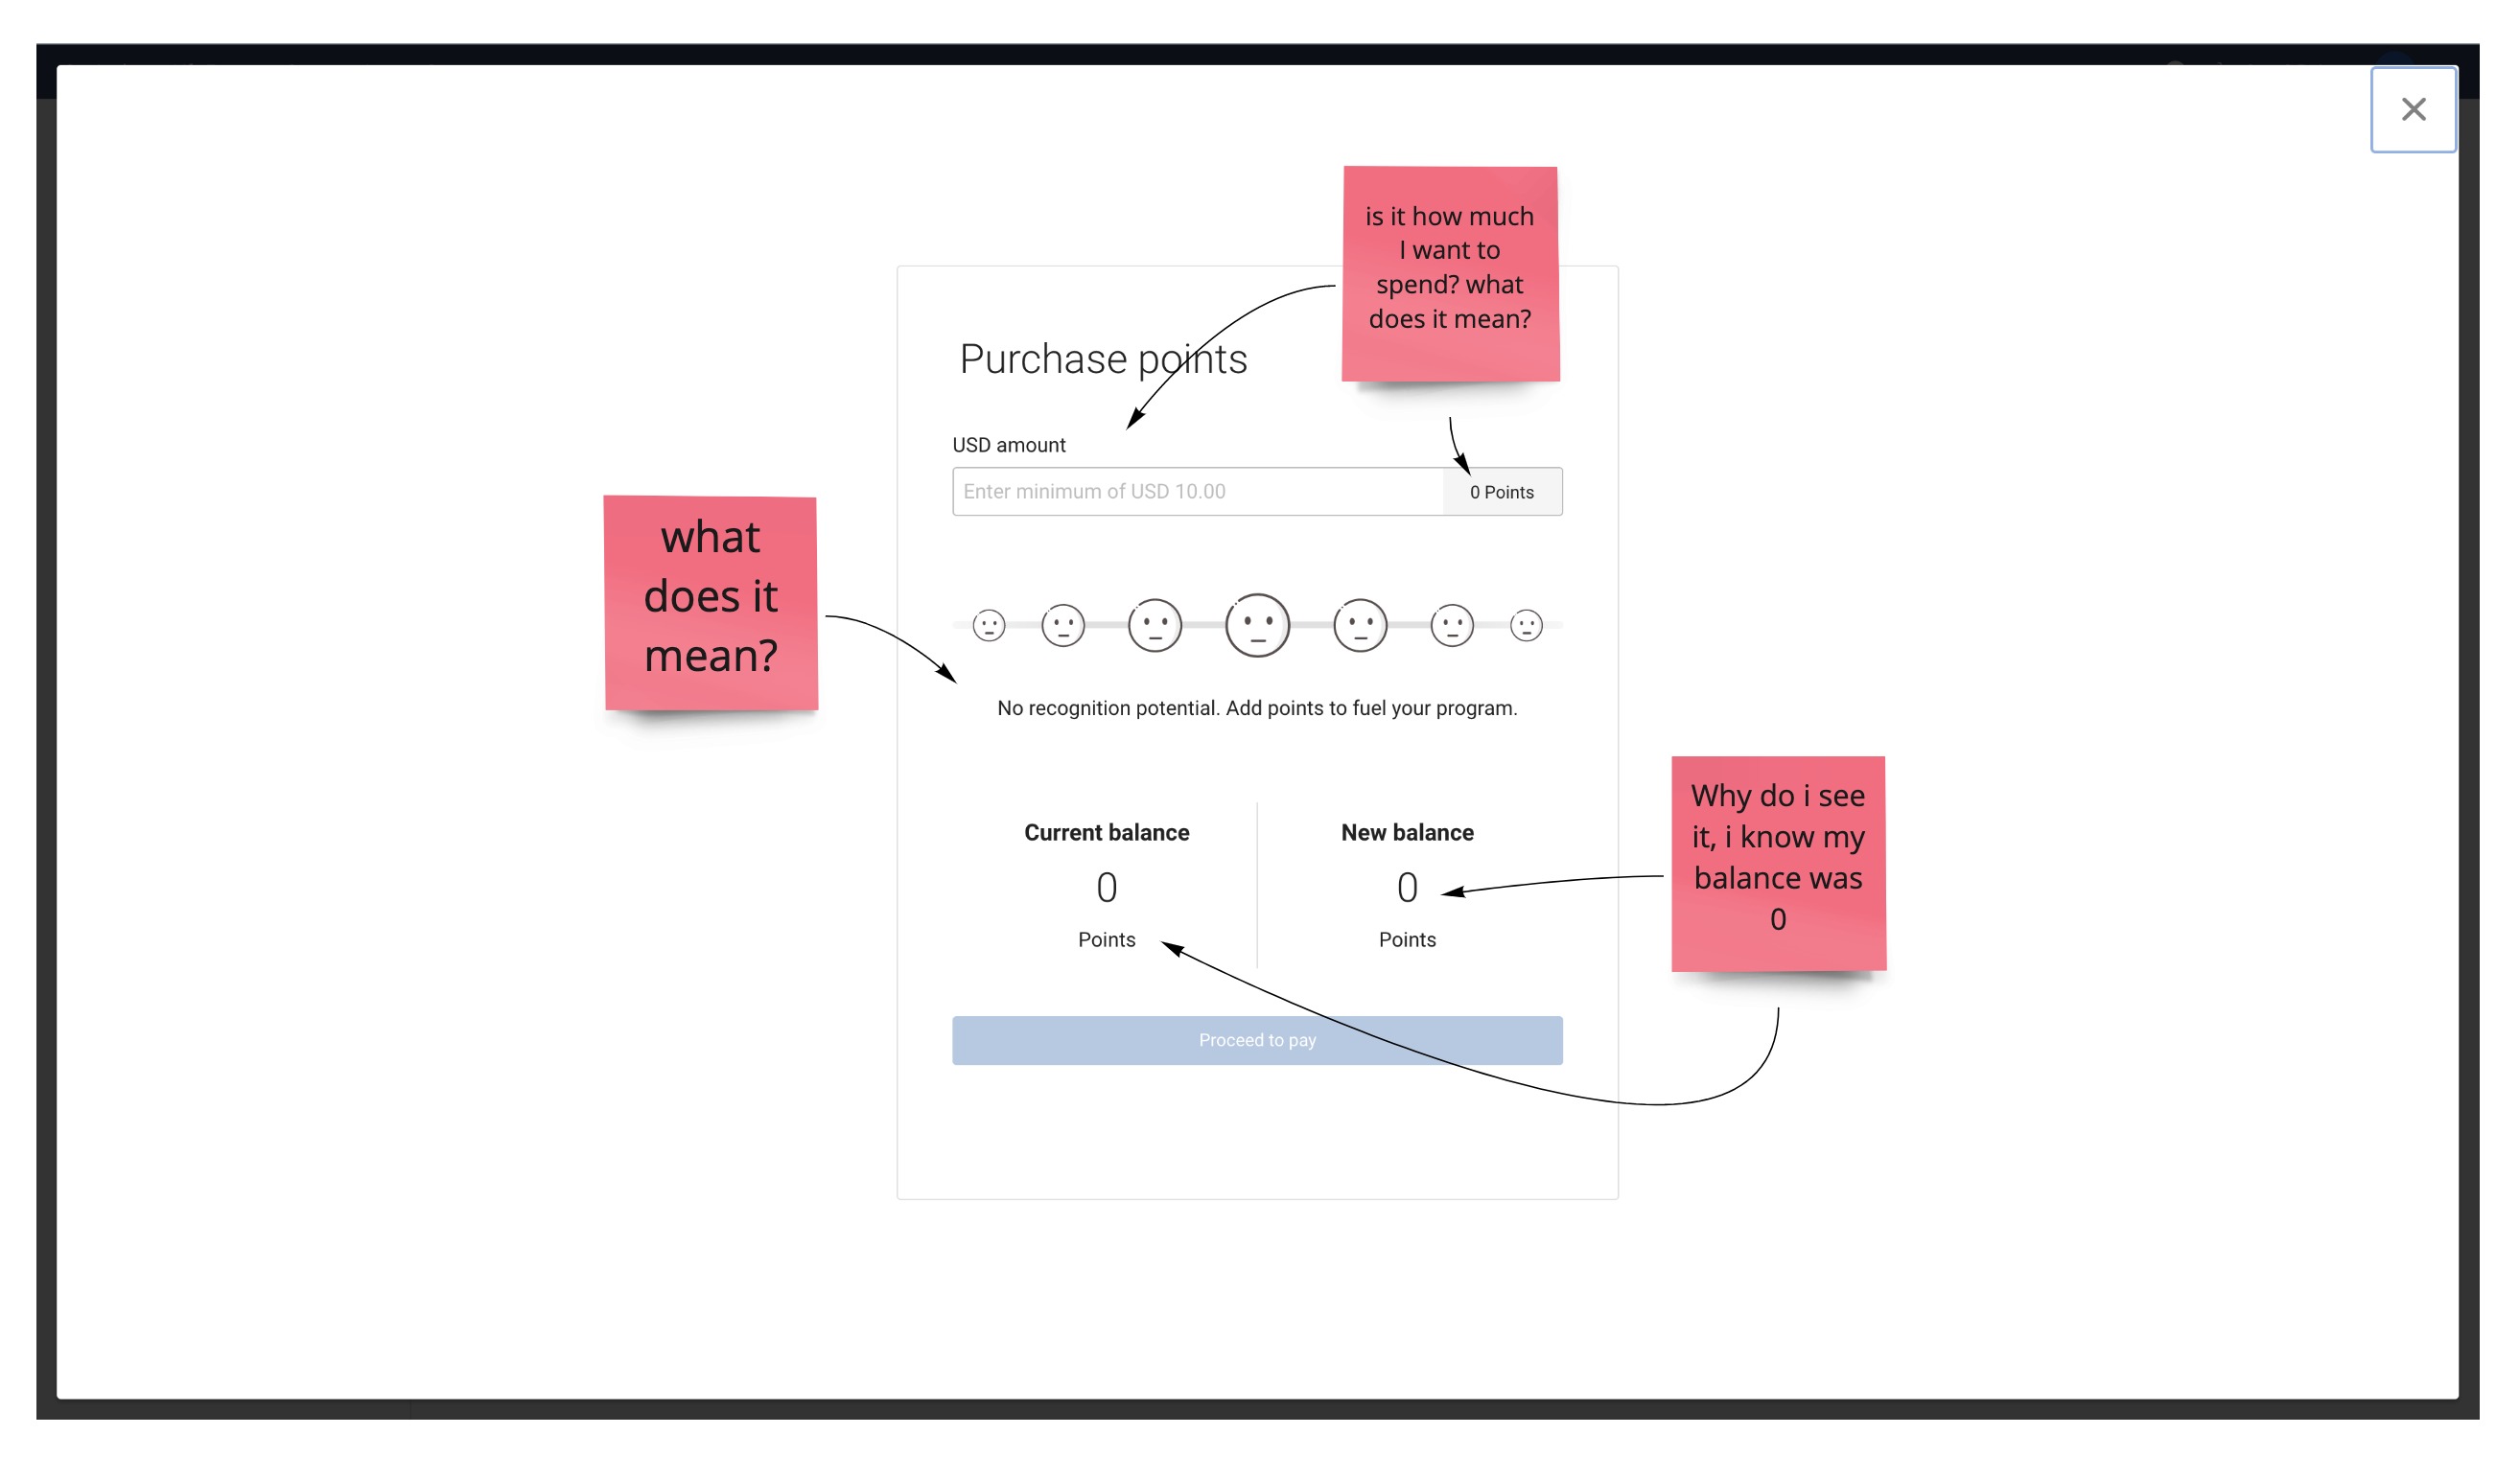 is it how much
I want to
spend? what
does it mean?
Purchase points
USD amount
Enter minimum of USD 10.00
0 Points
what
does it
mean?
No recognition potential. Add points to fuel your program.
Why do i see
it, i know my
balance was
0
Current balance
0
Points
New balance
0
Points
Proceed to pay